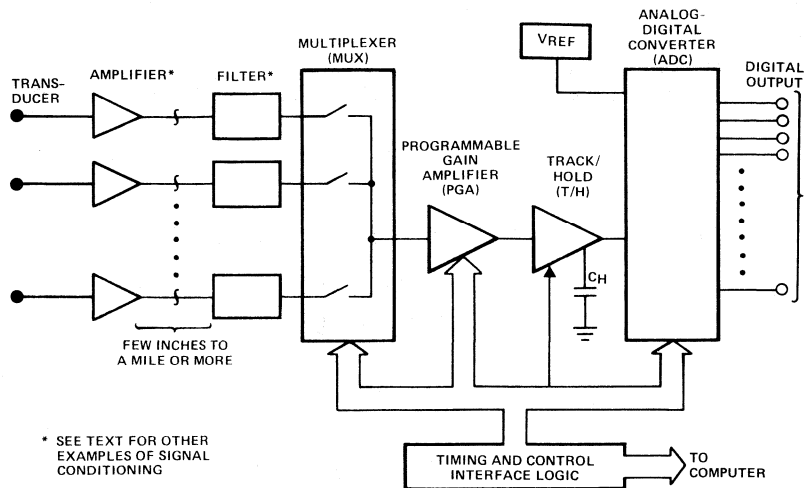 TRANS-
DUCER
AMPLIFIER*
FILTER*
MULTIPLEXER
(MUX)
VREF
ANALOG-
DIGITAL
CONVERTER
(ADC)
DIGITAL
OUTPUT
PROGRAMMABLE
GAIN
AMPLIFIER
(PGA)
TRACK/
HOLD
(T/H)
CH
FEW INCHES TO
A MILE OR MORE
* SEE TEXT FOR OTHER
EXAMPLES OF SIGNAL
CONDITIONING
TIMING AND CONTROL
INTERFACE LOGIC
TO
COMPUTER